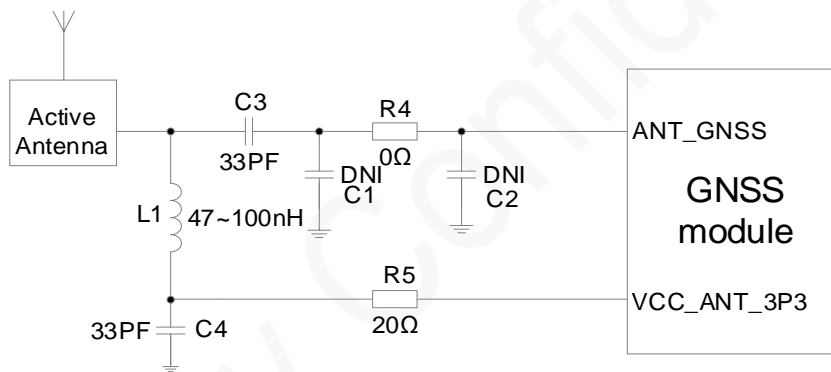 Active
Antenna
C3
33PF
R4
0Ω
DNI
C1
DNI
C2
ANT_GNSS
GNSS
module
L1
47~100nH
R5
20Ω
VCC_ANT_3P3
33PF
C4